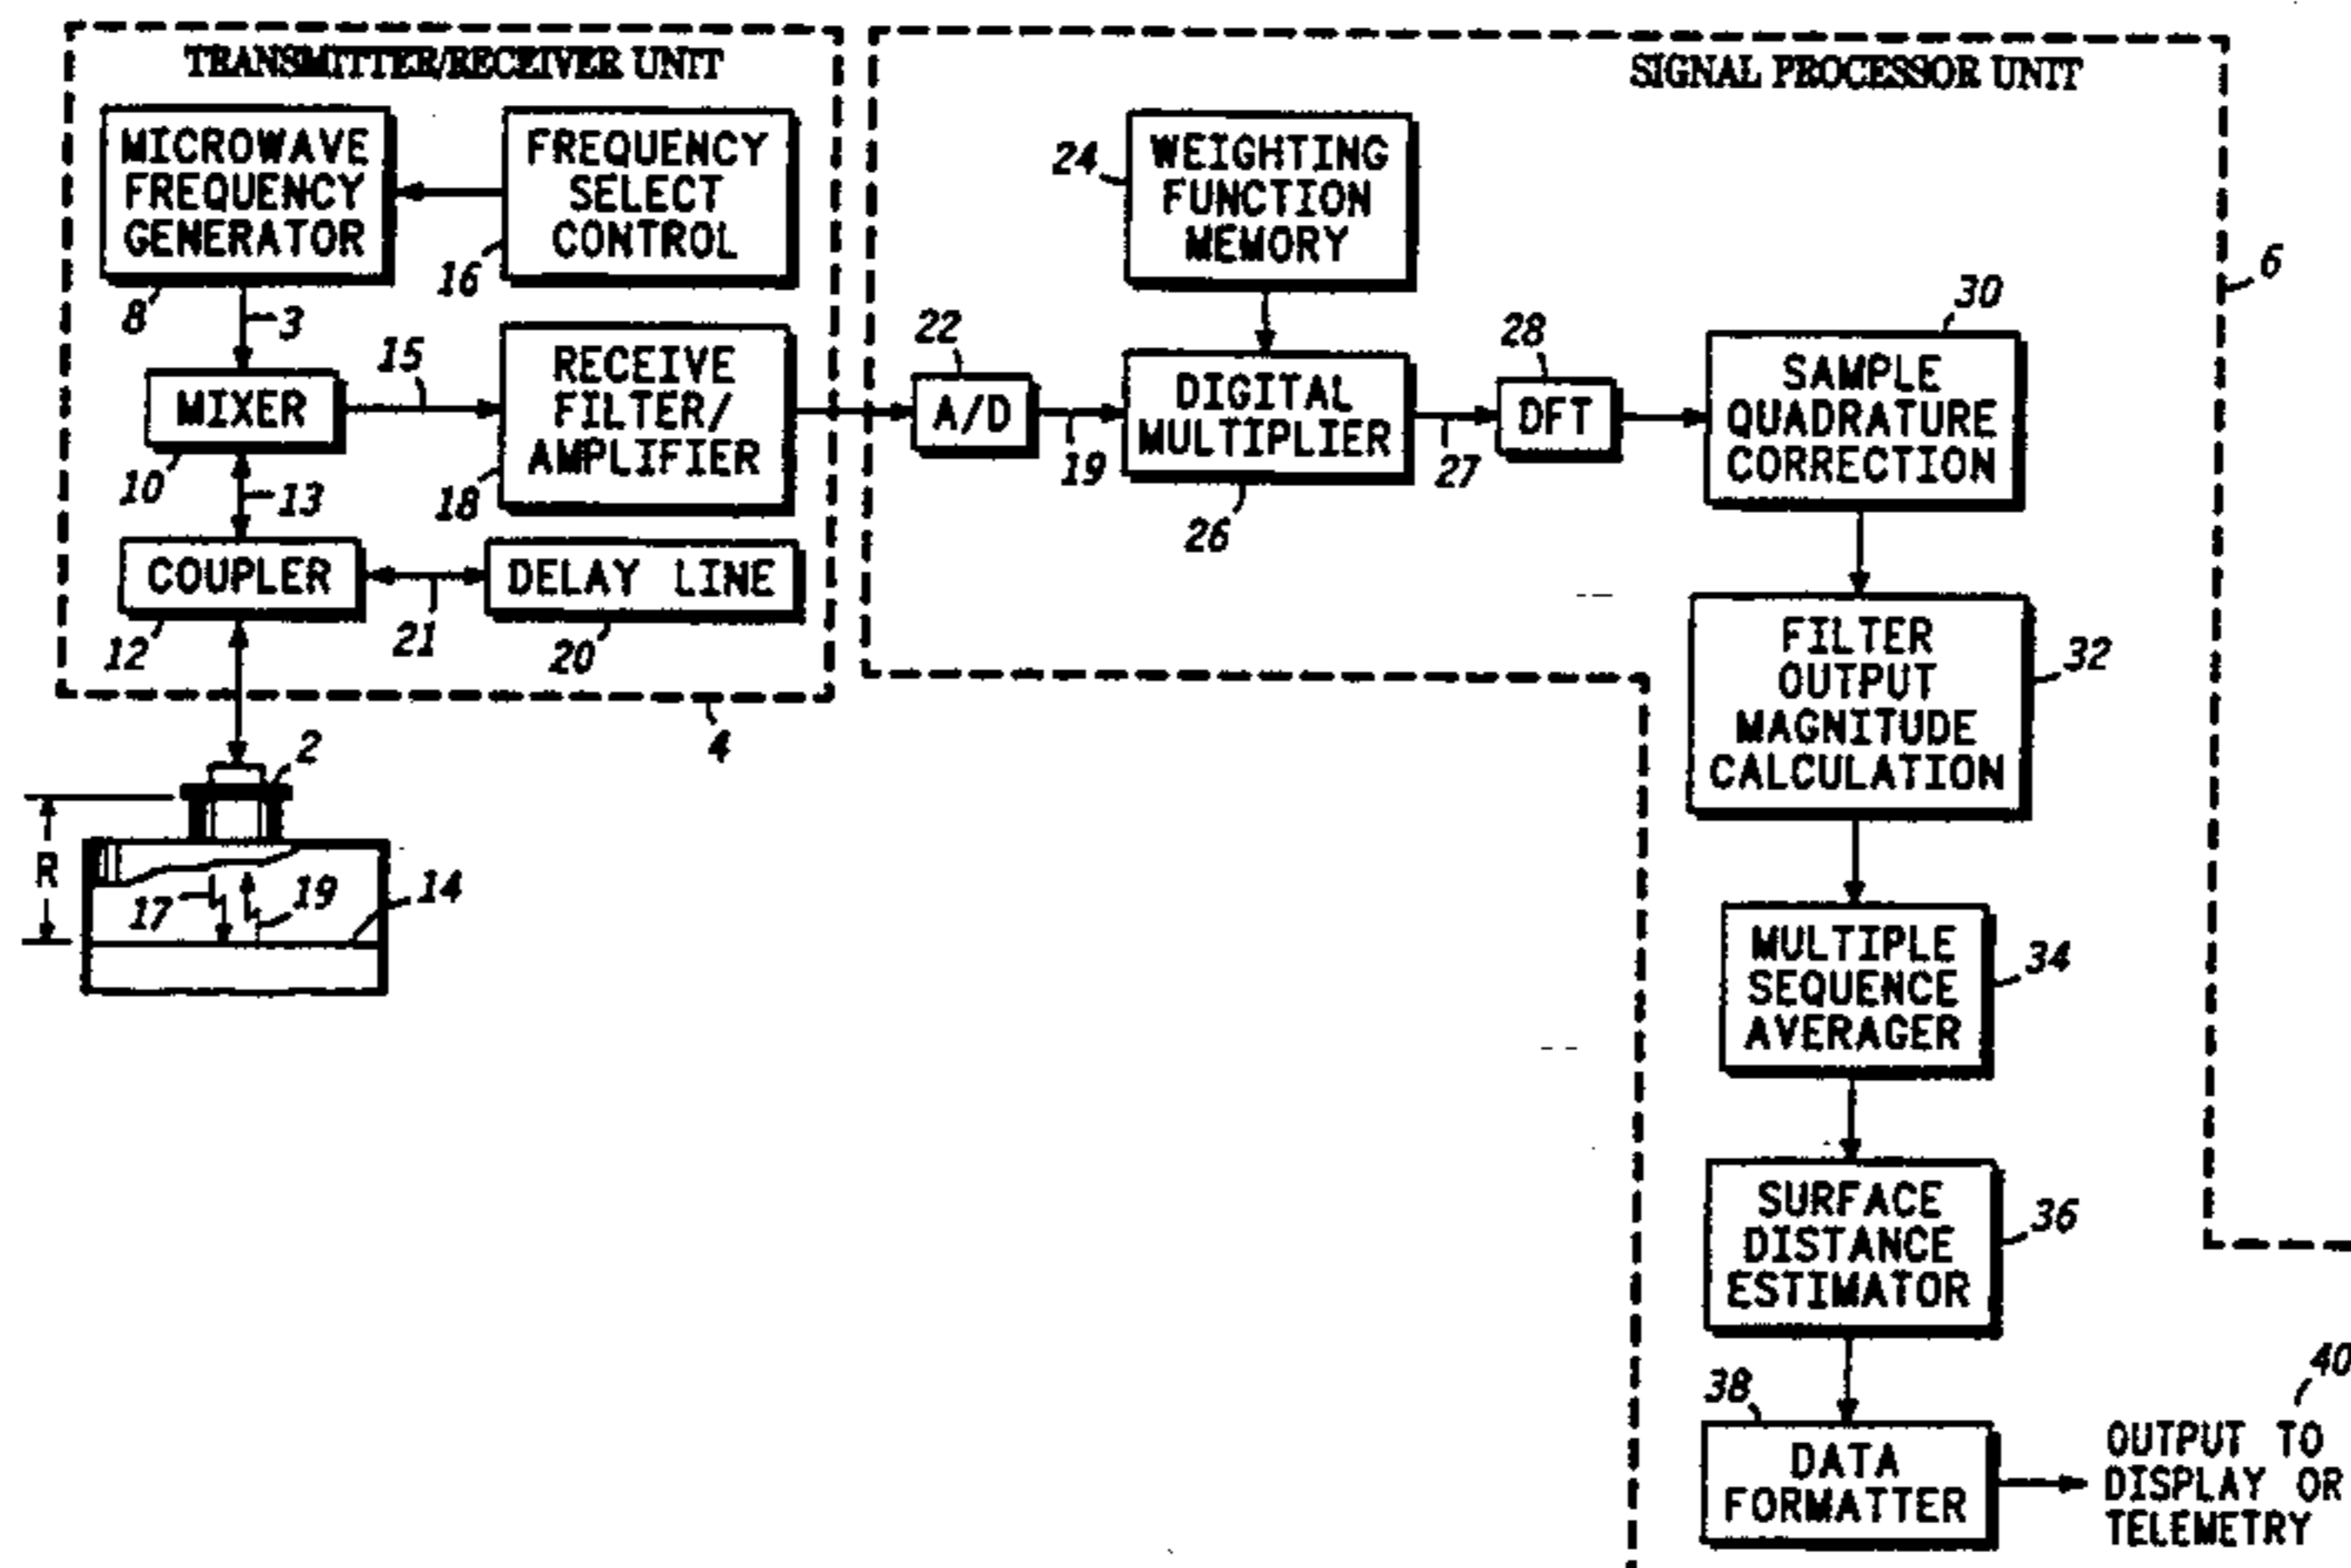 TRANSMITTER/RECEIVER UNIT
MICROWAVE
FREQUENCY
GENERATOR
8
FREQUENCY
SELECT
CONTROL
16
3
MIXER
10
15
RECEIVE
FILTER/
AMPLIFIER
18
13
COUPLER
12
21
DELAY LINE
20
4
2
R
17
19
14
SIGNAL PROCESSOR UNIT
6
24
WEIGHTING
FUNCTION
MEMORY
22
A/D
19
DIGITAL
MULTIPLIER
26
27
28
DFT
30
SAMPLE
QUADRATURE
CORRECTION
FILTER
OUTPUT
MAGNITUDE
CALCULATION
32
MULTIPLE
SEQUENCE
AVERAGER
34
SURFACE
DISTANCE
ESTIMATOR
36
38
DATA
FORMATTER
40
OUTPUT TO
DISPLAY OR
TELEMETRY